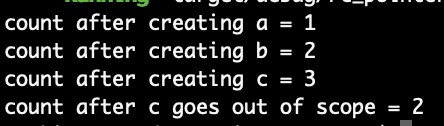 count after creating a = 1
count after creating b = 2
count after creating c = 3
count after c goes out of scope = 2